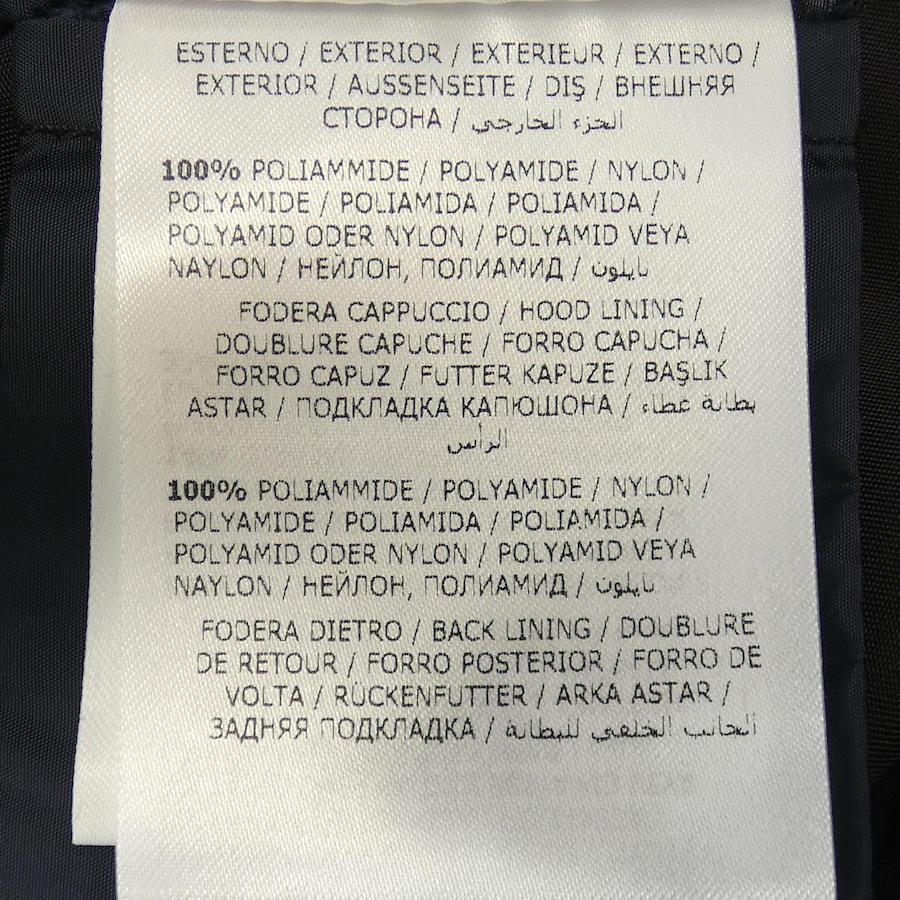 ESTERNO / EXTERIOR / EXTERIEUR / EXTERNO /
EXTERIOR / AUSSENSEITE / DIŞ / ВНЕШНЯЯ
СТОРОНА / الجزء الخارجي
100% POLIAMMIDE / POLYAMIDE / NYLON /
POLYAMIDE / POLIAMIDA / POLIAMIDA /
POLYAMID ODER NYLON / POLYAMID VEYA
NAYLON / НЕЙЛОН, ПОЛИАМИД / نايلون
FODERA CAPPUCCIO / HOOD LINING /
DOUBLURE CAPUCHE / FORRO CAPUCHA /
FORRO CAPUZ / FUTTER KAPUZE / BAŞLIK
ASTAR / ПОДКЛАДКА КАПЮШОНА / بطانة غطاء
الرأس
100% POLIAMMIDE / POLYAMIDE / NYLON /
POLYAMIDE / POLIAMIDA / POLIAMIDA /
POLYAMID ODER NYLON / POLYAMID VEYA
NAYLON / НЕЙЛОН, ПОЛИАМИД / نايلون
FODERA DIETRO / BACK LINING / DOUBLURE
DE RETOUR / FORRO POSTERIOR / FORRO DE
VOLTA / RÜCKENFUTTER / ARKA ASTAR /
ЗАДНЯЯ ПОДКЛАДКА / الجانب الخلفي للبطانة